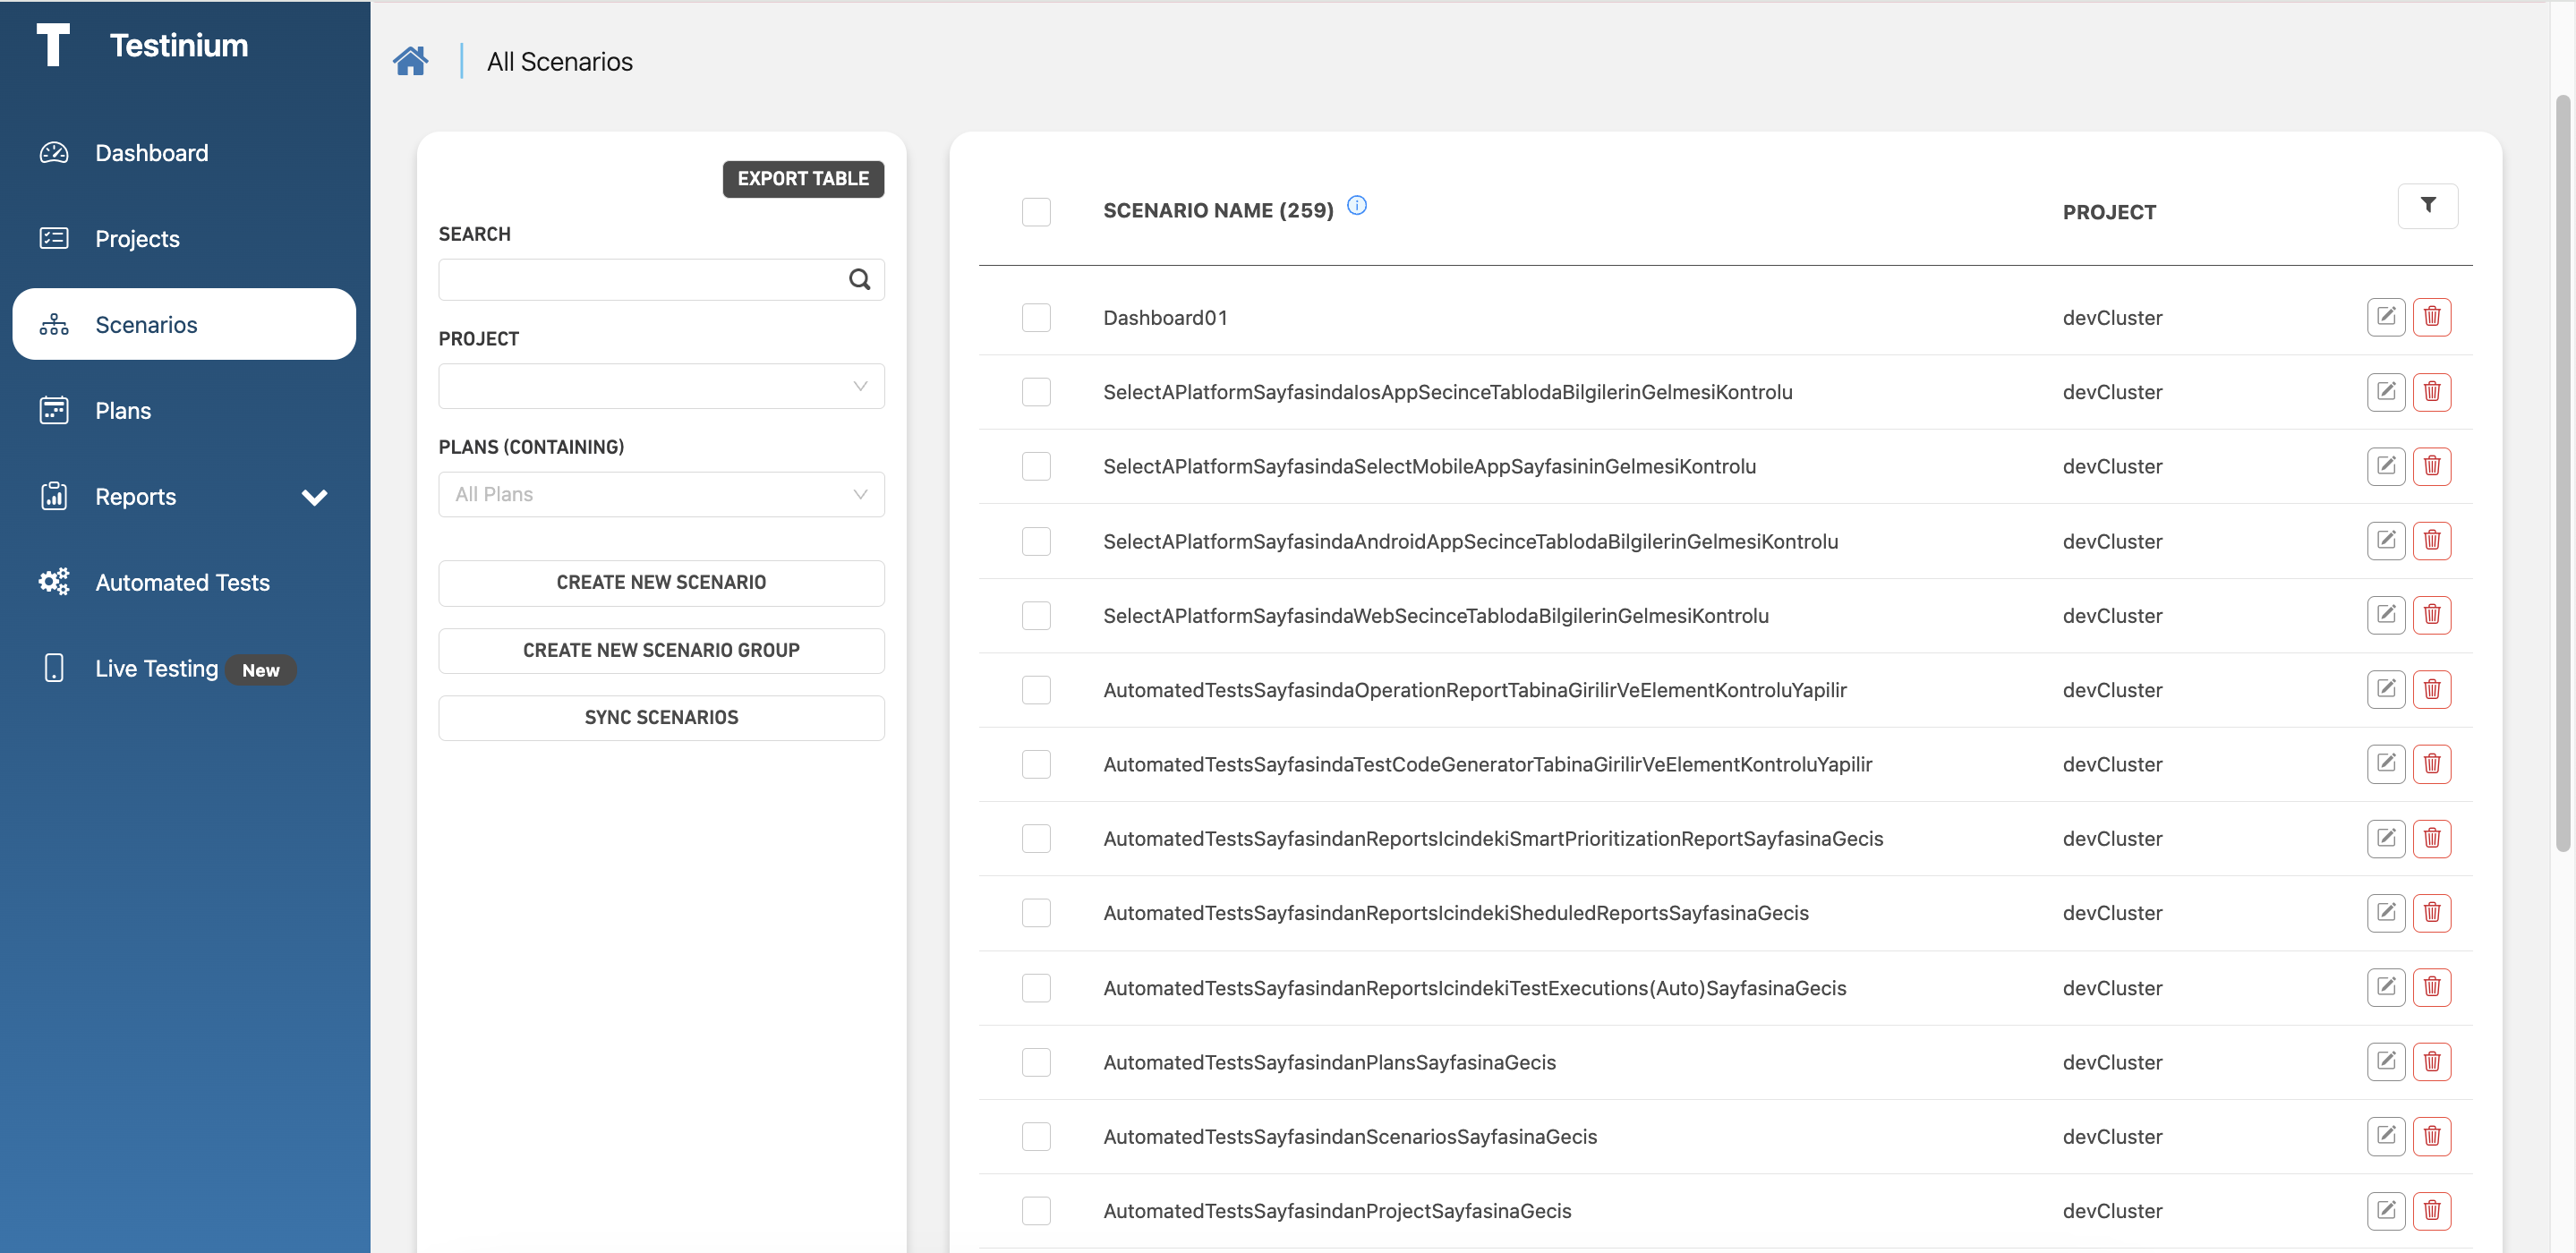 Testinium
Dashboard
Projects
Scenarios
Plans
Reports
Automated Tests
Live Testing New
All Scenarios
EXPORT TABLE
SEARCH
PROJECT
PLANS (CONTAINING)
All Plans
CREATE NEW SCENARIO
CREATE NEW SCENARIO GROUP
SYNC SCENARIOS
SCENARIO NAME (259) PROJECT
Dashboard01 devCluster
SelectAPlatformSayfasindaIosAppSecinceTablodaBilgilerinGelmesiKontrolu devCluster
SelectAPlatformSayfasindaSelectMobileAppSayfasininGelmesiKontrolu devCluster
SelectAPlatformSayfasindaAndroidAppSecinceTablodaBilgilerinGelmesiKontrolu devCluster
SelectAPlatformSayfasindaWebSecinceTablodaBilgilerinGelmesiKontrolu devCluster
AutomatedTestsSayfasindaOperationReportTabinaGirilirVeElementKontroluYapilir devCluster
AutomatedTestsSayfasindaTestCodeGeneratorTabinaGirilirVeElementKontroluYapilir devCluster
AutomatedTestsSayfasindanReportsIcindekiSmartPrioritizationReportSayfasinaGecis devCluster
AutomatedTestsSayfasindanReportsIcindekiSheduledReportsSayfasinaGecis devCluster
AutomatedTestsSayfasindanReportsIcindekiTestExecutions(Auto)SayfasinaGecis devCluster
AutomatedTestsSayfasindanPlansSayfasinaGecis devCluster
AutomatedTestsSayfasindanScenariosSayfasinaGecis devCluster
AutomatedTestsSayfasindanProjectSayfasinaGecis devCluster